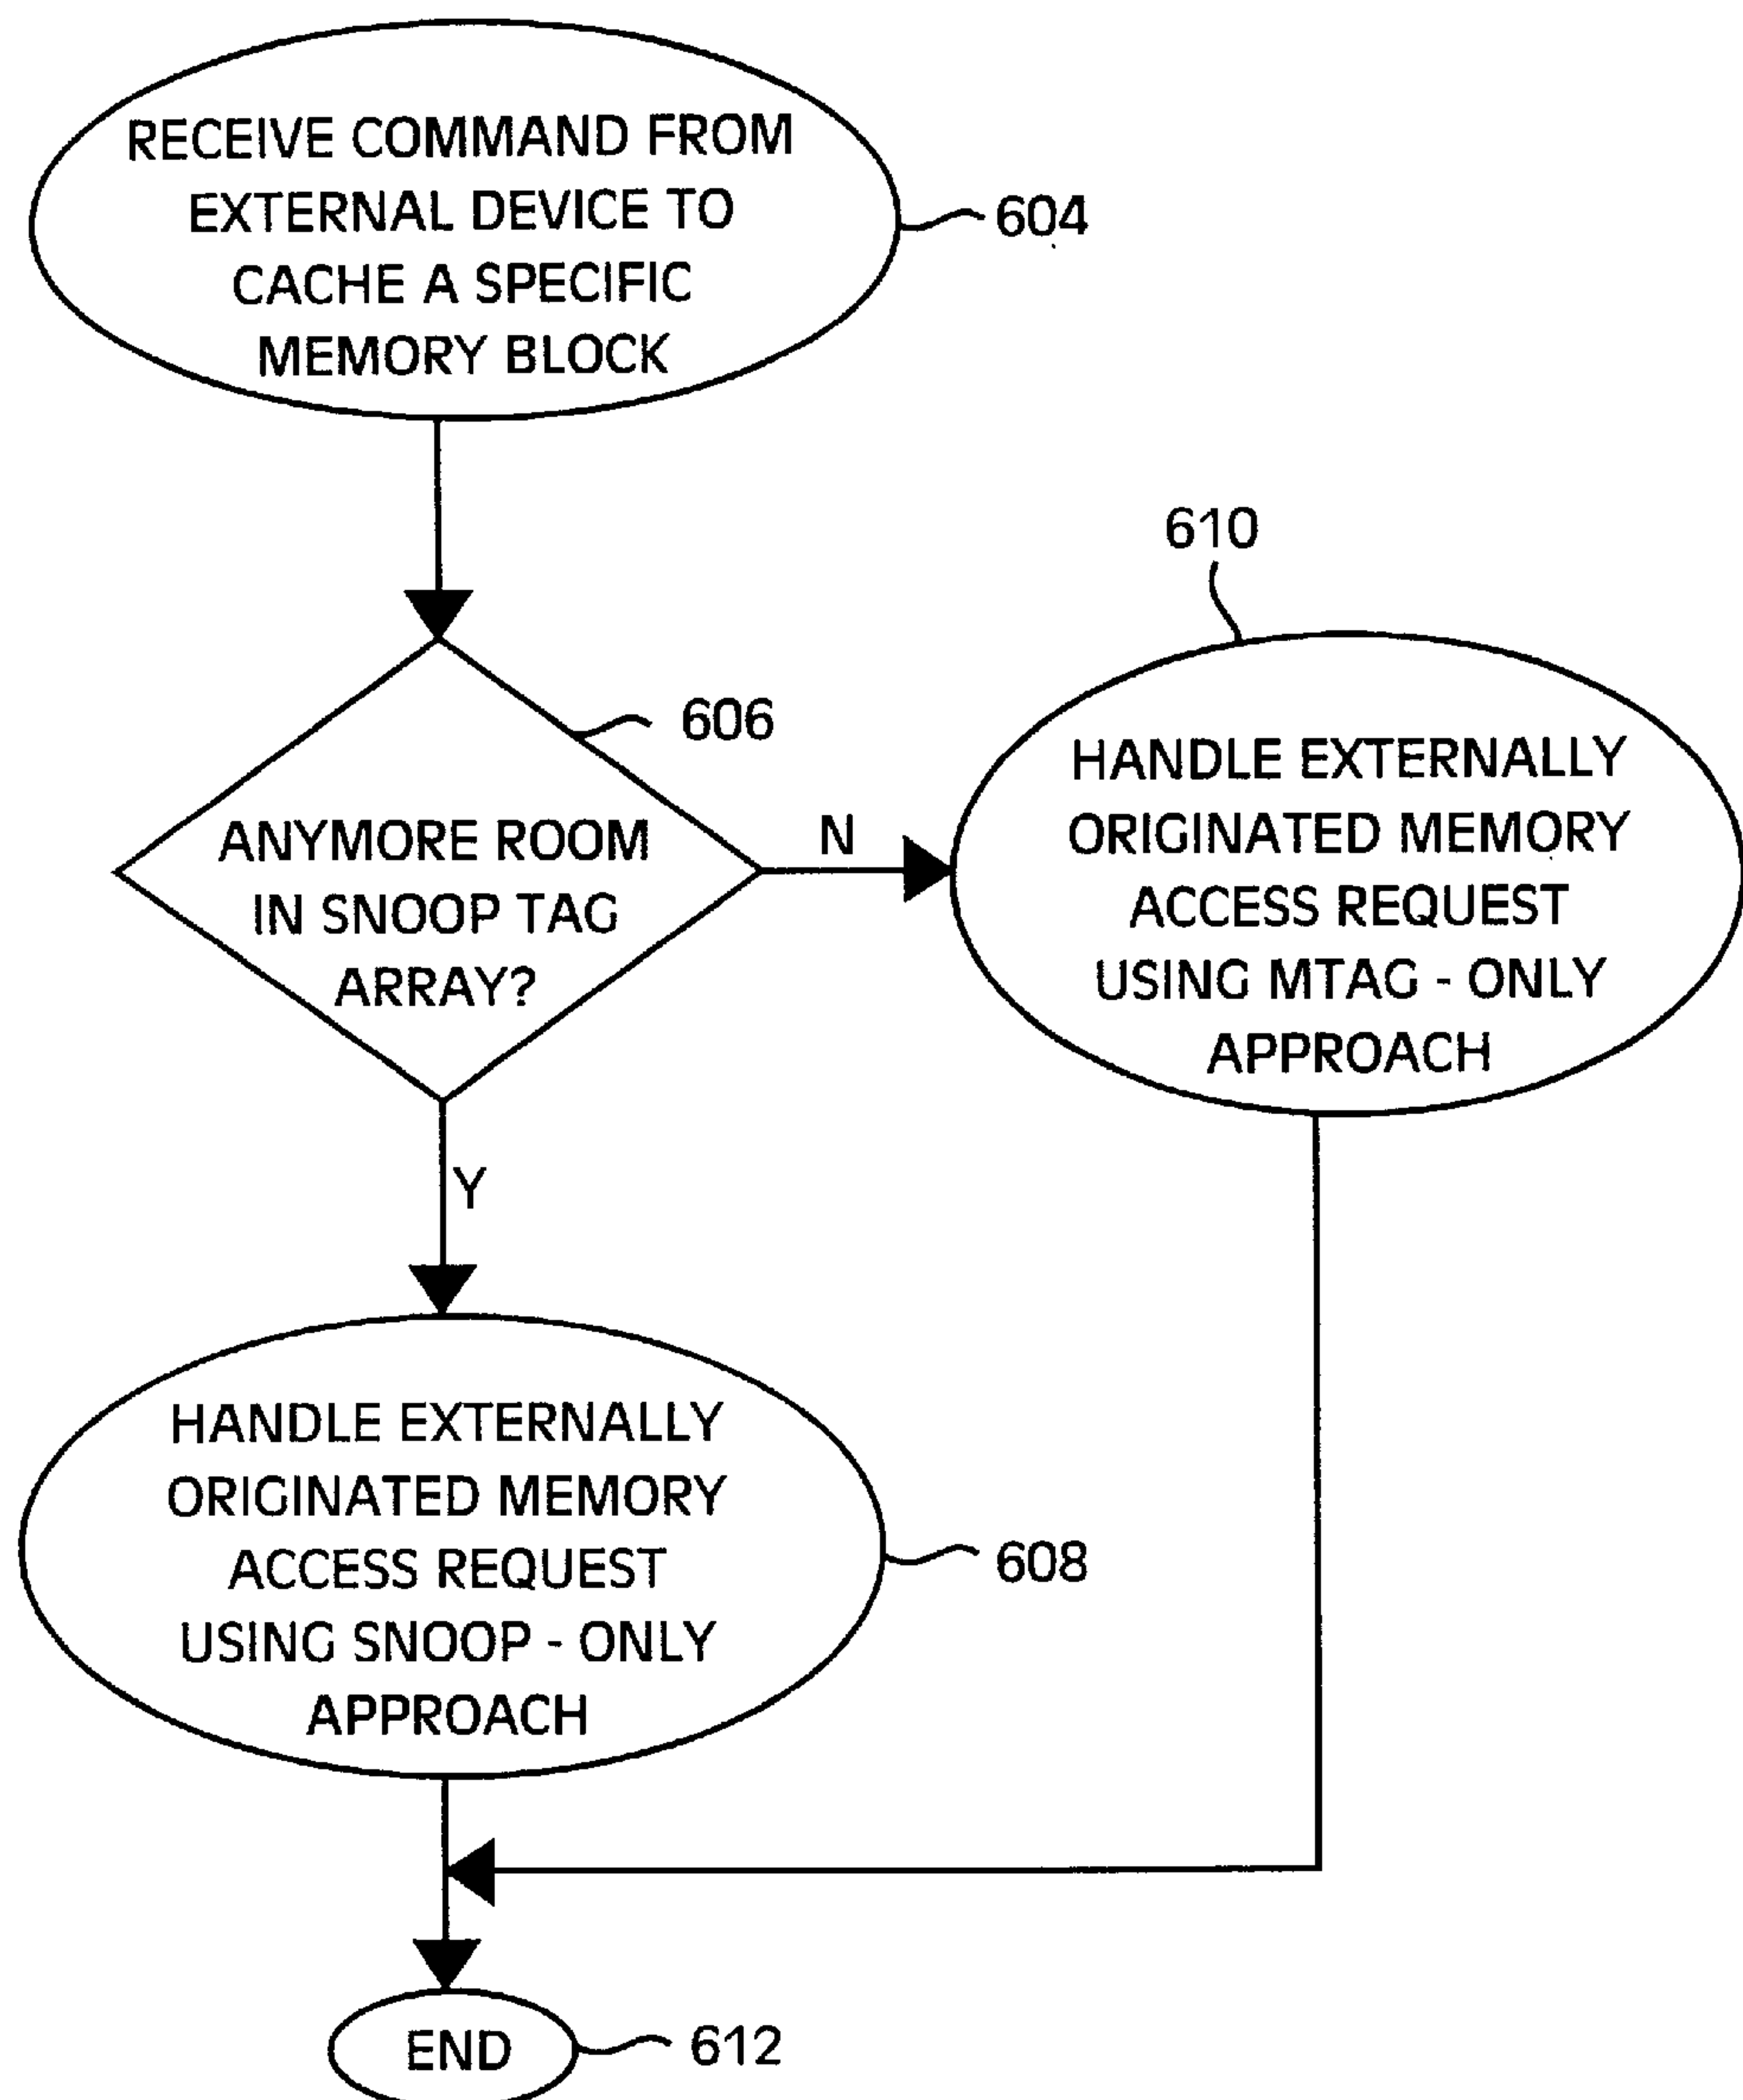 RECEIVE COMMAND FROM
EXTERNAL DEVICE TO
CACHE A SPECIFIC
MEMORY BLOCK
604
606
ANYMORE ROOM
IN SNOOP TAG
ARRAY?
N
610
HANDLE EXTERNALLY
ORIGINATED MEMORY
ACCESS REQUEST
USING MTAG - ONLY
APPROACH
Y
HANDLE EXTERNALLY
ORIGINATED MEMORY
ACCESS REQUEST
USING SNOOP - ONLY
APPROACH
608
END
612